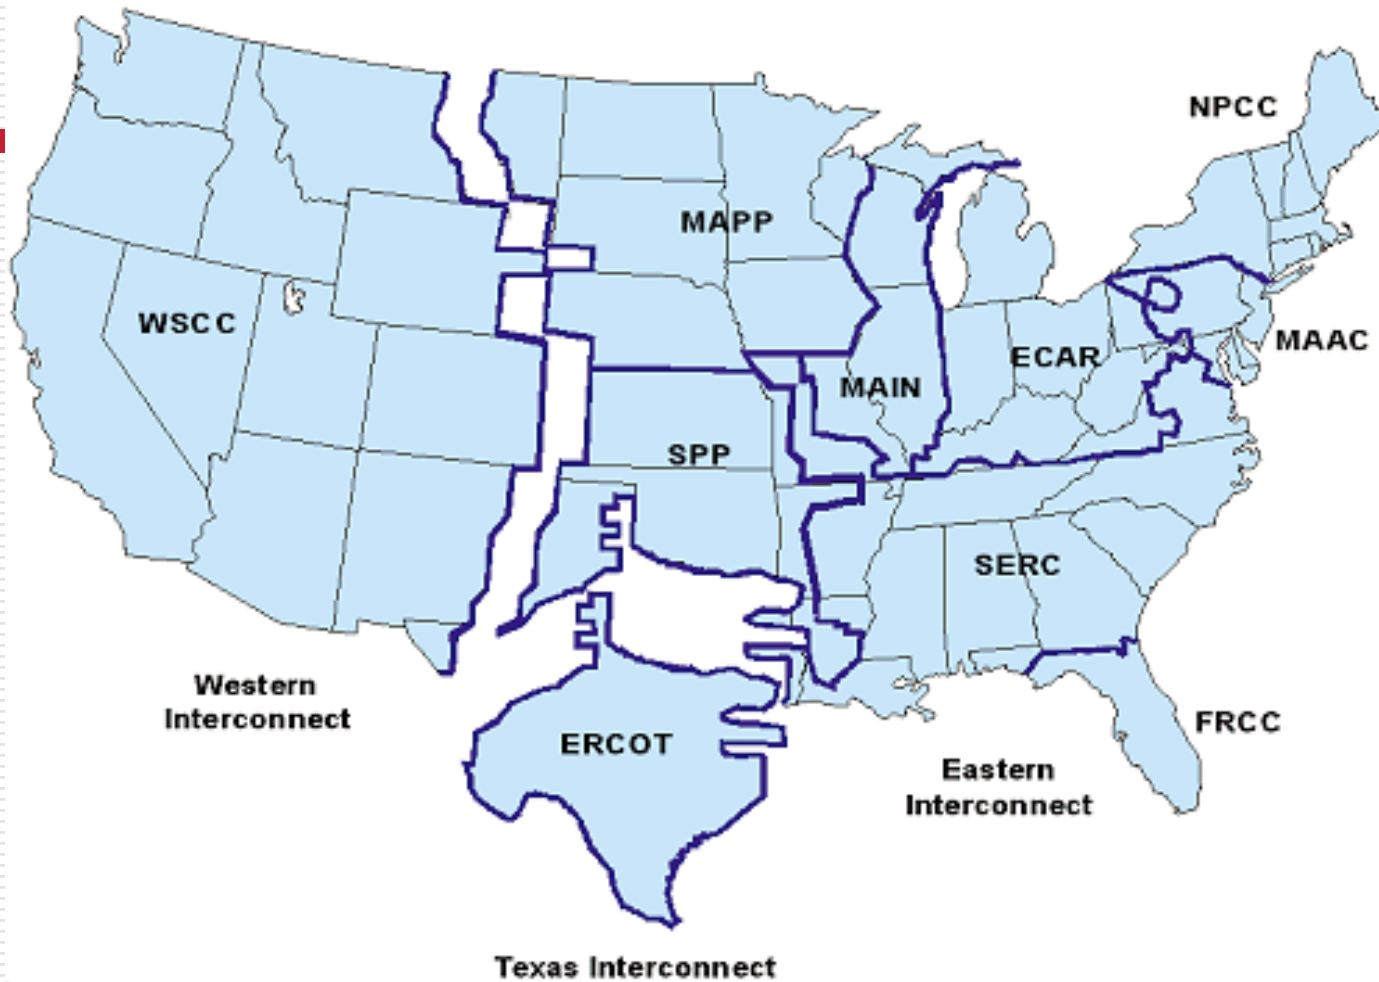 NPCC
MAPP
WSCC
MAAC
ECAR
MAIN
SPP
SERC
Western
Interconnect
FRCC
ERCOT
Eastern
Interconnect
Texas Interconnect